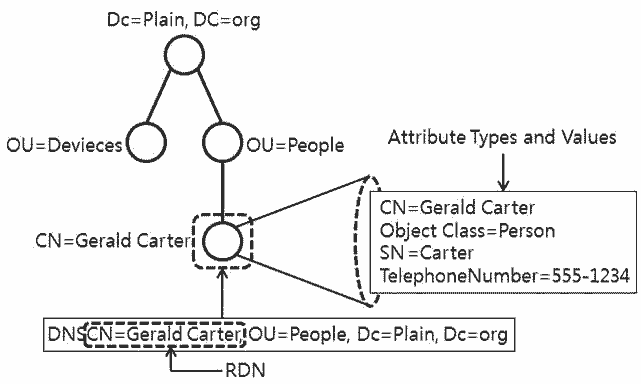 Dc=Plain, DC=org
OU=Devieces
OU=People
Attribute Types and Values
CN=Gerald Carter
CN=Gerald Carter
Object Class=Person
SN=Carter
TelephoneNumber=555-1234
DNS CN=Gerald Carter, OU=People, Dc=Plain, Dc=org
RDN